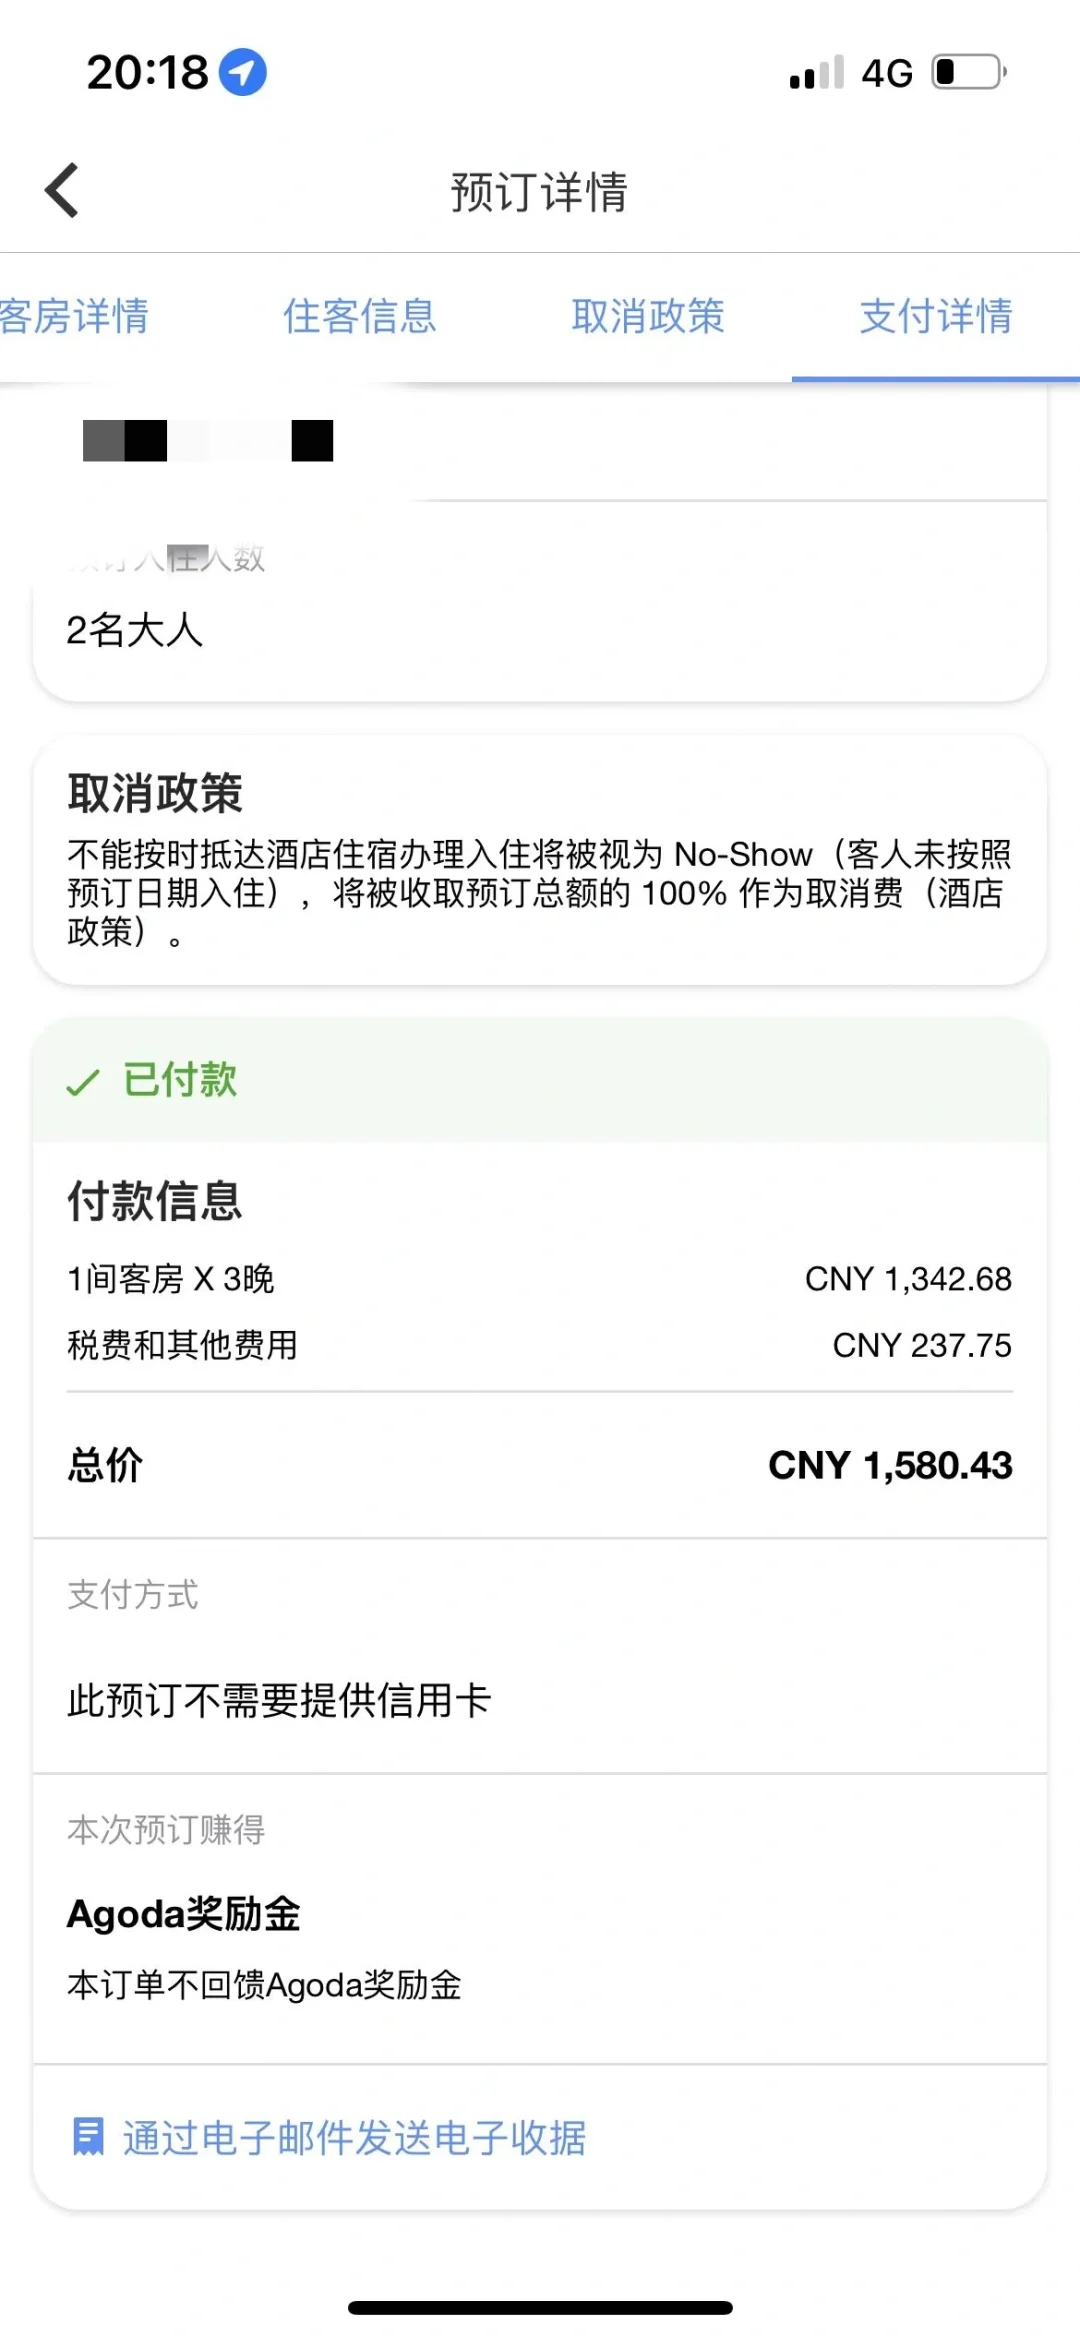 20:18
4G
预订详情
客房详情 住客信息 取消政策 支付详情
入住人数
2名大人
取消政策
不能按时抵达酒店住宿办理入住将被视为 No-Show（客人未按照
预订日期入住），将被收取预订总额的 100% 作为取消费（酒店
政策）。
已付款
付款信息
1间客房 X 3晚 CNY 1,342.68
税费和其他费用 CNY 237.75
总价 CNY 1,580.43
支付方式
此预订不需要提供信用卡
本次预订赚得
Agoda奖励金
本订单不回馈Agoda奖励金
通过电子邮件发送电子收据